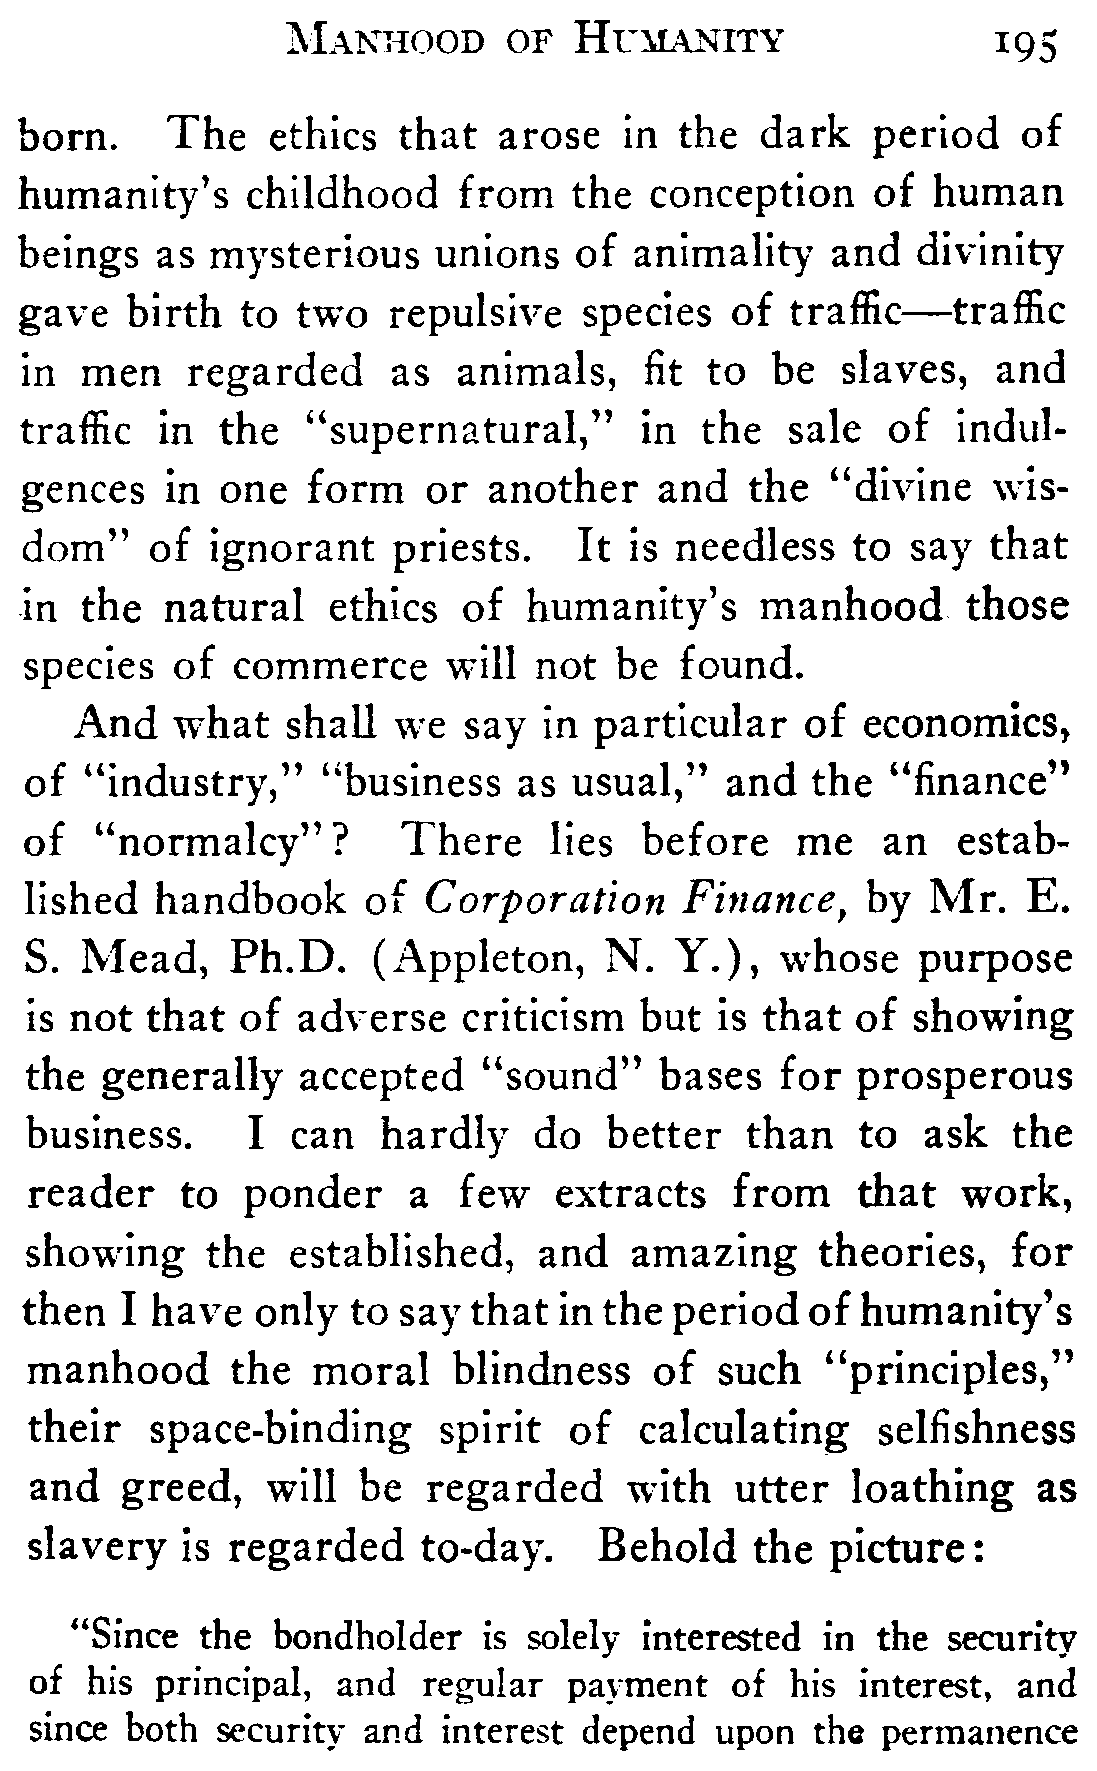 Manhood of Humanity 195
born. The ethics that arose in the dark period of
humanity's childhood from the conception of human
beings as mysterious unions of animality and divinity
gave birth to two repulsive species of traffic—traffic
in men regarded as animals, fit to be slaves, and
traffic in the "supernatural," in the sale of indul-
gences in one form or another and the "divine wis-
dom" of ignorant priests. It is needless to say that
in the natural ethics of humanity's manhood those
species of commerce will not be found.
And what shall we say in particular of economics,
of "industry," "business as usual," and the "finance"
of "normalcy"? There lies before me an estab-
lished handbook of Corporation Finance, by Mr. E.
S. Mead, Ph.D. (Appleton, N. Y.), whose purpose
is not that of adverse criticism but is that of showing
the generally accepted "sound" bases for prosperous
business. I can hardly do better than to ask the
reader to ponder a few extracts from that work,
showing the established, and amazing theories, for
then I have only to say that in the period of humanity's
manhood the moral blindness of such "principles,"
their space-binding spirit of calculating selfishness
and greed, will be regarded with utter loathing as
slavery is regarded to-day. Behold the picture:
"Since the bondholder is solely interested in the security
of his principal, and regular payment of his interest, and
since both security and interest depend upon the permanence